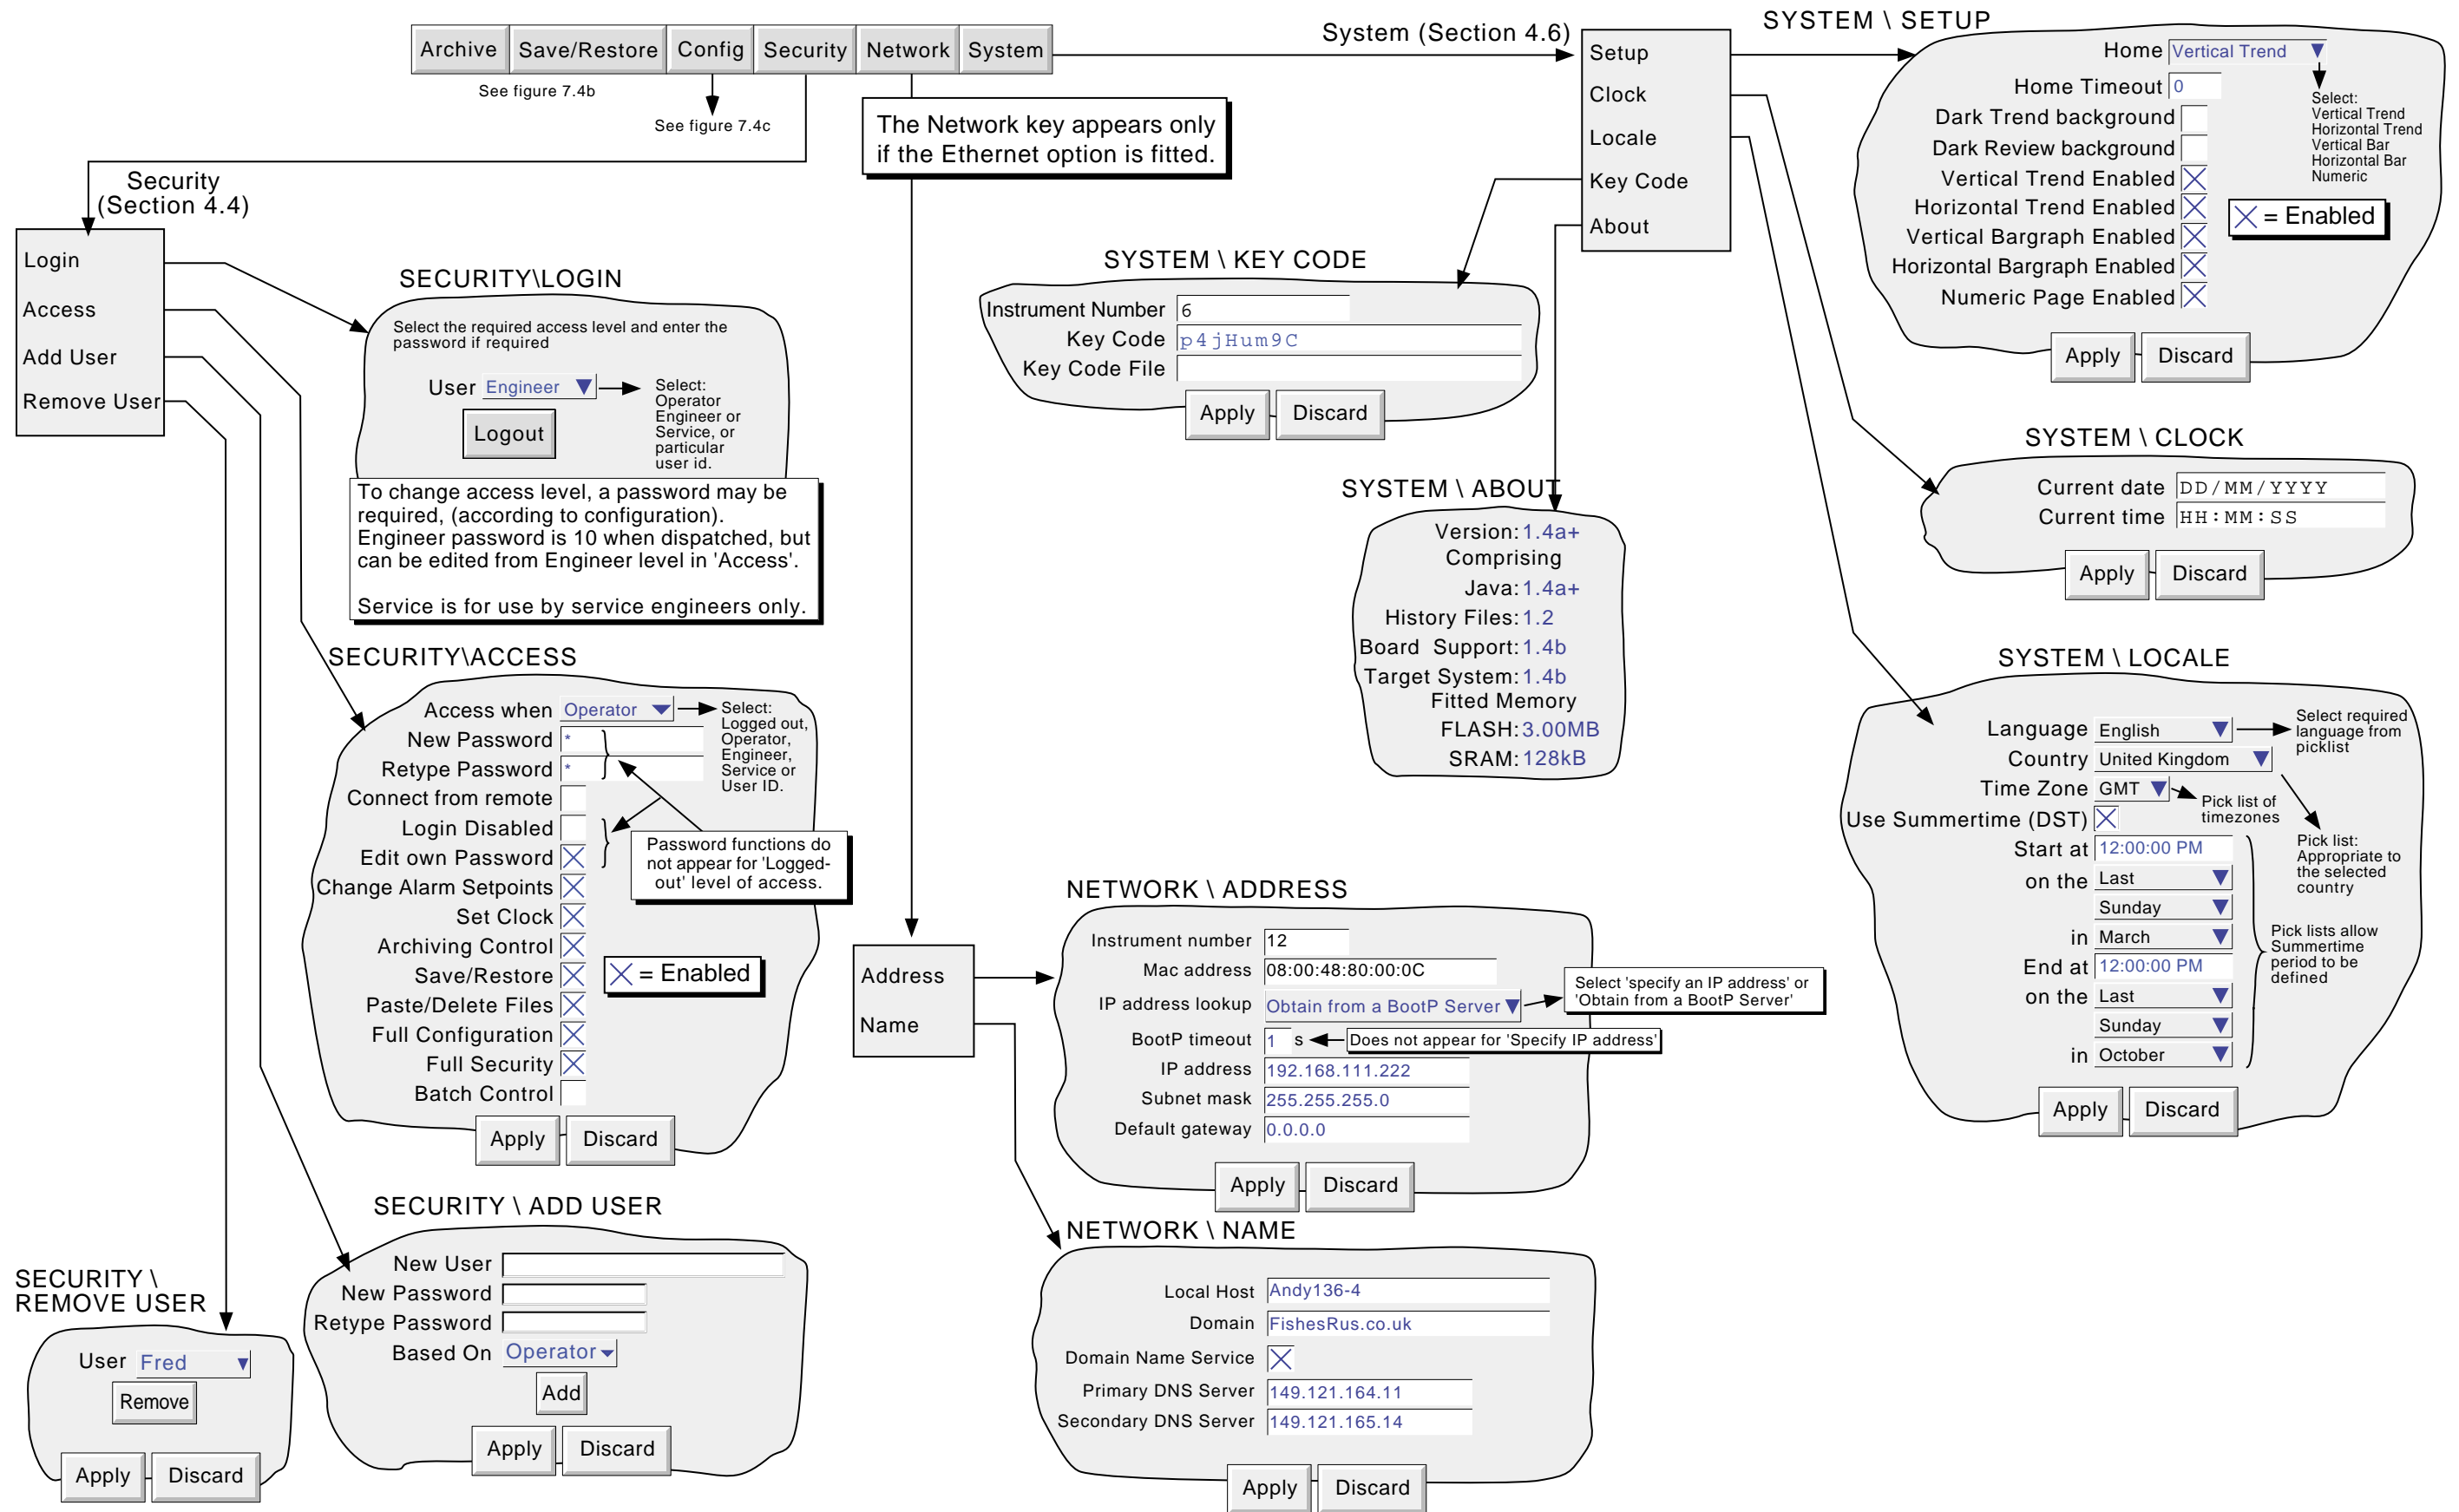 Archive
Save/Restore
Config
Security
Network
System
See figure 7.4b
See figure 7.4c
The Network key appears only
if the Ethernet option is fitted.
System (Section 4.6)
Setup
Clock
Locale
Key Code
About
SYSTEM \ SETUP
Home Vertical Trend
Home Timeout 0
Dark Trend background
Dark Review background
Vertical Trend Enabled
Horizontal Trend Enabled
Vertical Bargraph Enabled
Horizontal Bargraph Enabled
Numeric Page Enabled
Select:
Vertical Trend
Horizontal Trend
Vertical Bar
Horizontal Bar
Numeric
= Enabled
Apply
Discard
Security
(Section 4.4)
Login
Access
Add User
Remove User
SECURITY\LOGIN
Select the required access level and enter the
password if required
User Engineer
Logout
Select:
Operator
Engineer or
Service, or
particular
user id.
To change access level, a password may be
required, (according to configuration).
Engineer password is 10 when dispatched, but
can be edited from Engineer level in 'Access'.
Service is for use by service engineers only.
SYSTEM \ KEY CODE
Instrument Number 6
Key Code p4jHum9C
Key Code File
Apply
Discard
SYSTEM \ ABOUT
Version: 1.4a+
Comprising
Java: 1.4a+
History Files: 1.2
Board Support: 1.4b
Target System: 1.4b
Fitted Memory
FLASH: 3.00MB
SRAM: 128kB
SYSTEM \ CLOCK
Current date DD/MM/YYYY
Current time HH:MM:SS
Apply
Discard
SYSTEM \ LOCALE
Language English
Country United Kingdom
Time Zone GMT
Use Summertime (DST)
Start at 12:00:00 PM
on the Last
Sunday
in March
End at 12:00:00 PM
on the Last
Sunday
in October
Select required
language from
picklist
Pick list of
timezones
Pick list:
Appropriate to
the selected
country
Pick lists allow
Summertime
period to be
defined
Apply
Discard
SECURITY\ACCESS
Access when Operator
New Password *
Retype Password *
Connect from remote
Login Disabled
Edit own Password
Change Alarm Setpoints
Set Clock
Archiving Control
Save/Restore
Paste/Delete Files
Full Configuration
Full Security
Batch Control
Select:
Logged out,
Operator,
Engineer,
Service or
User ID.
Password functions do
not appear for 'Logged-
out' level of access.
= Enabled
Apply
Discard
Address
Name
NETWORK \ ADDRESS
Instrument number 12
Mac address 08:00:48:80:00:0C
IP address lookup Obtain from a BootP Server
BootP timeout 1 s
IP address 192.168.111.222
Subnet mask 255.255.255.0
Default gateway 0.0.0.0
Select 'specify an IP address' or
'Obtain from a BootP Server'
Does not appear for 'Specify IP address'
Apply
Discard
NETWORK \ NAME
Local Host Andy136-4
Domain FishesRus.co.uk
Domain Name Service
Primary DNS Server 149.121.164.11
Secondary DNS Server 149.121.165.14
Apply
Discard
SECURITY \ ADD USER
New User
New Password
Retype Password
Based On Operator
Add
Apply
Discard
SECURITY \
REMOVE USER
User Fred
Remove
Apply
Discard